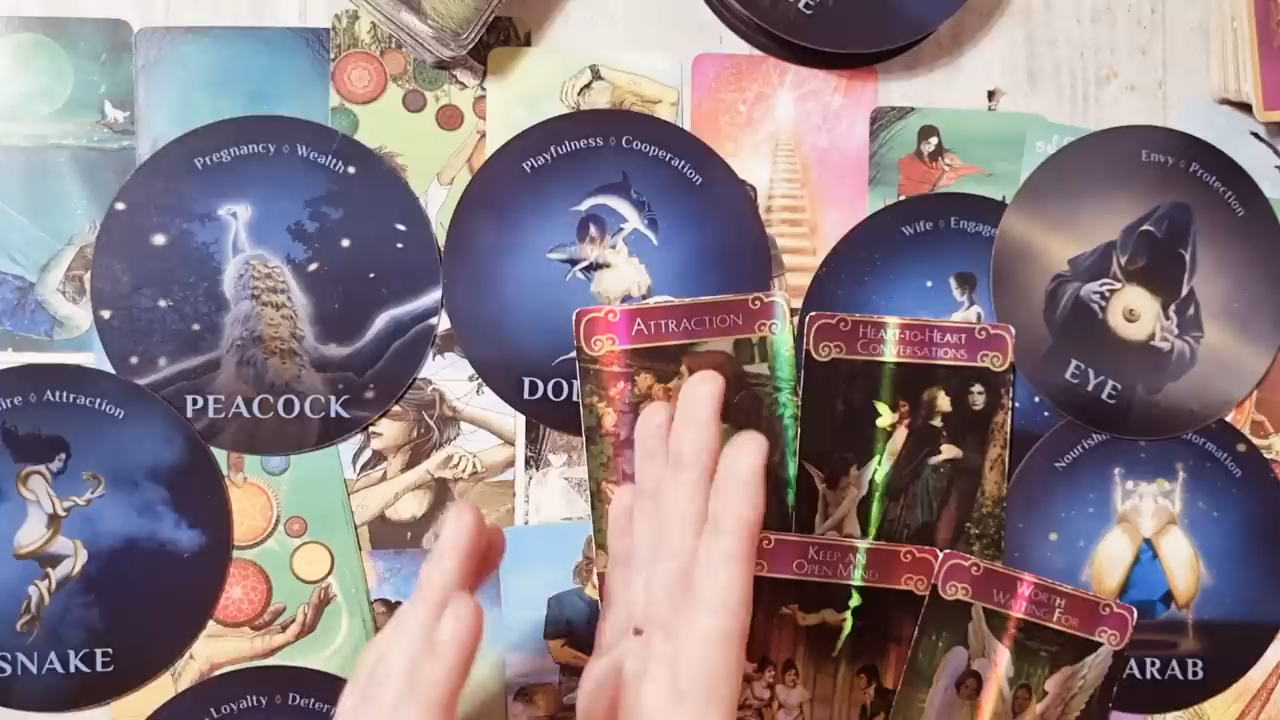 Pregnancy ◊ Wealth
PEACOCK
Playfulness ◊ Cooperation
Wife ◊
Envy ◊ Protection
EYE
Attraction
Heart-to-Heart
Conversations
◊ Attraction
SNAKE
Keep an
Open Mind
Worth
Waiting For
Loyalty ◊